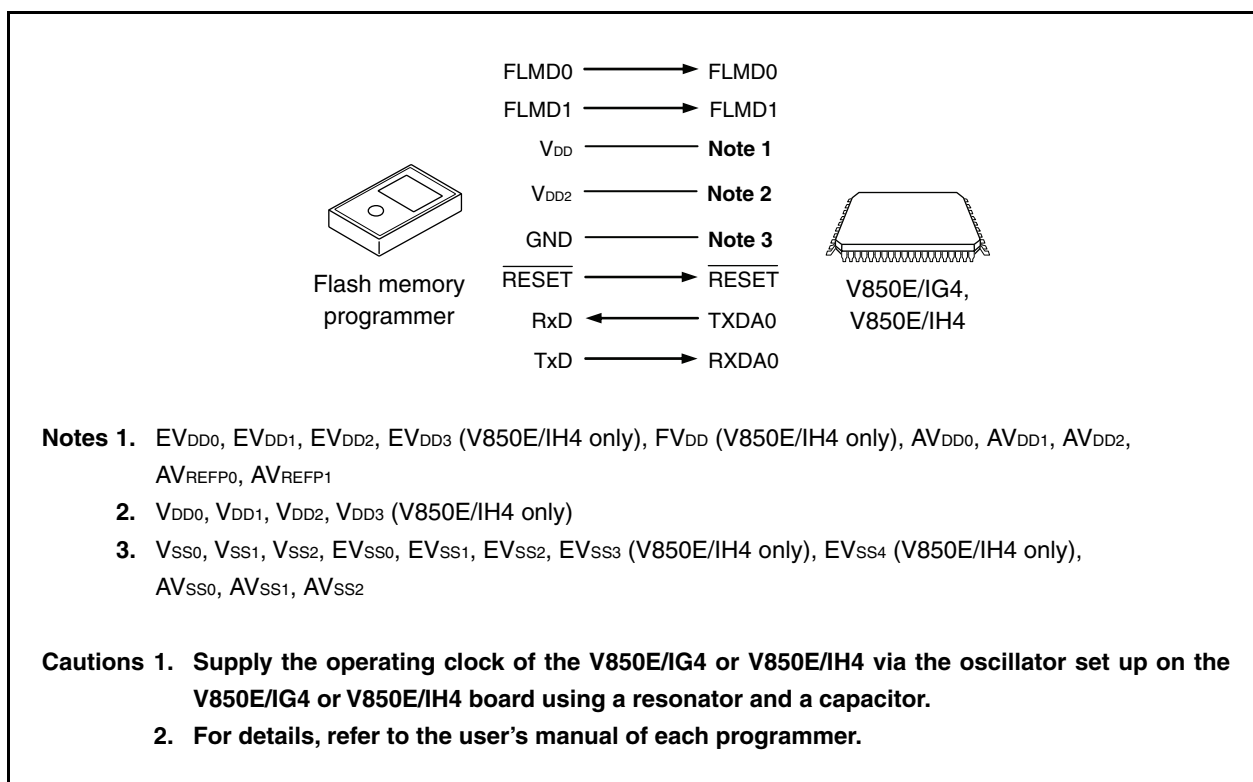 FLMD0 FLMD0
FLMD1 FLMD1
VDD Note 1
VDD2 Note 2
GND Note 3
RESET RESET
RxD TXDA0
TxD RXDA0
Flash memory
programmer
V850E/IG4,
V850E/IH4
Notes 1. EVDD0, EVDD1, EVDD2, EVDD3 (V850E/IH4 only), FVDD (V850E/IH4 only), AVDD0, AVDD1, AVDD2,
AVREFP0, AVREFP1
2. VDD0, VDD1, VDD2, VDD3 (V850E/IH4 only)
3. VSS0, VSS1, VSS2, EVSS0, EVSS1, EVSS2, EVSS3 (V850E/IH4 only), EVSS4 (V850E/IH4 only),
AVSS0, AVSS1, AVSS2
Cautions 1. Supply the operating clock of the V850E/IG4 or V850E/IH4 via the oscillator set up on the
V850E/IG4 or V850E/IH4 board using a resonator and a capacitor.
2. For details, refer to the user's manual of each programmer.